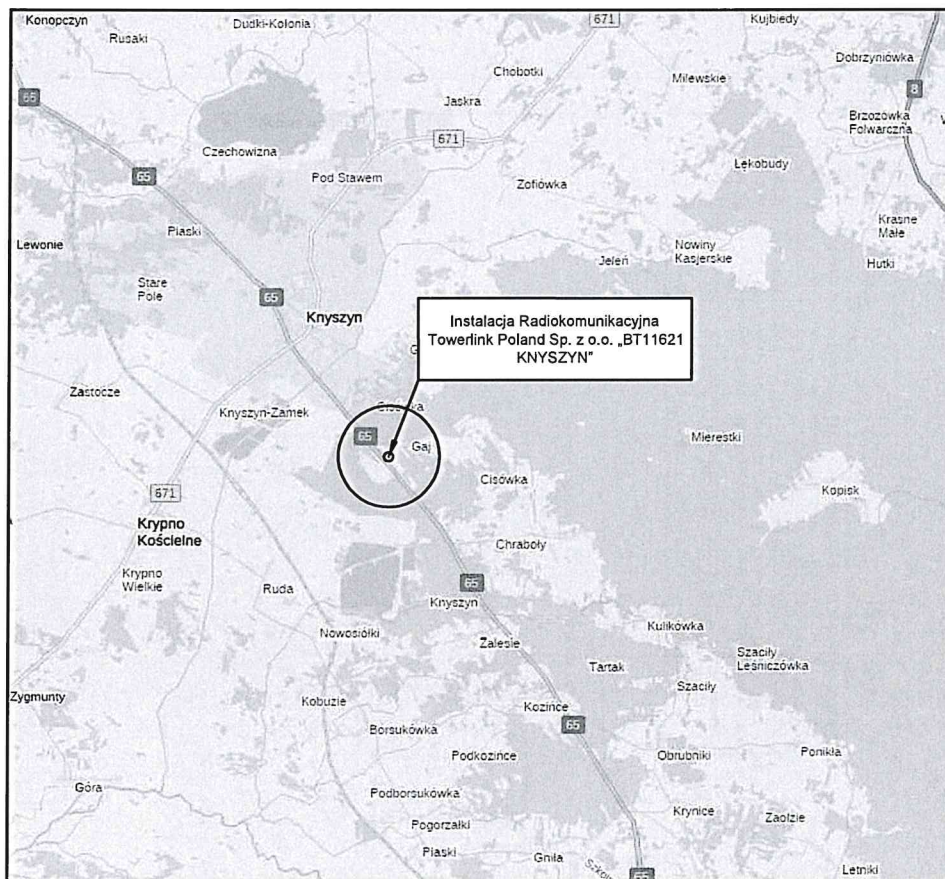 Konopczyn
Dudki-Kolonia
671
Kujbiedy
Rusaki
Dobrzyniówka
Chobotki
Milewskie
65
8
Jaskra
Brzozówka
Folwarczna
671
Czechowizna
Lękobudy
65
Pod Stawem
Zofiówka
Krasne
Małe
Piaski
Lewonie
Nowiny
Kasjerskie
Jeleń
Hutki
Stare
Pole
65
Knyszyn
Instalacja Radiokomunikacyjna
Towerlink Poland Sp. z o.o. „BT11621
KNYSZYN”
Zastocze
Knyszyn-Zamek
65
Gaj
Mierestki
Cisówka
Kopisk
671
Krypno
Kościelne
Chraboły
Krypno
Wielkie
65
Ruda
Knyszyn
Nowosiółki
Kulikówka
Zalesie
Szaciły
Leśniczówka
Tartak
Zygmunty
Szaciły
Kobuzie
Kozińce
65
Borsukówka
Podkozińce
Obrubniki
Ponikła
Góra
Podborsukówka
Krynice
Zaolzie
Pogorzałki
Piaski
Gniła
65
Letniki